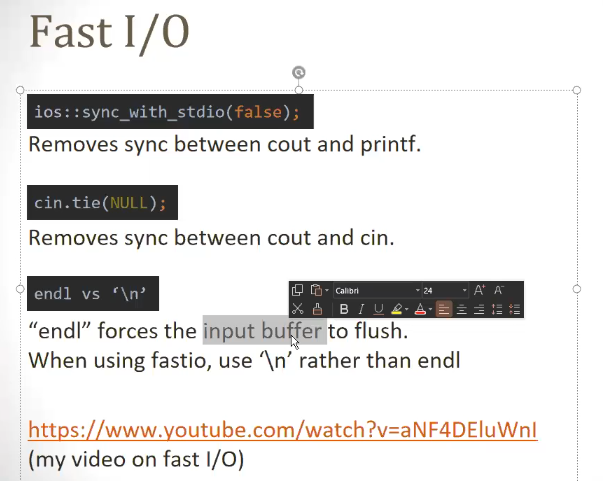 Fast I/O
ios::sync_with_stdio(false);
Removes sync between cout and printf.
cin.tie(NULL);
Removes sync between cout and cin.
endl vs ‘\n’
Calibri 24 A A
B I U A
“endl” forces the input buffer to flush.
When using fastio, use ‘\n’ rather than endl
https://www.youtube.com/watch?v=aNF4DEluWnI
(my video on fast I/O)